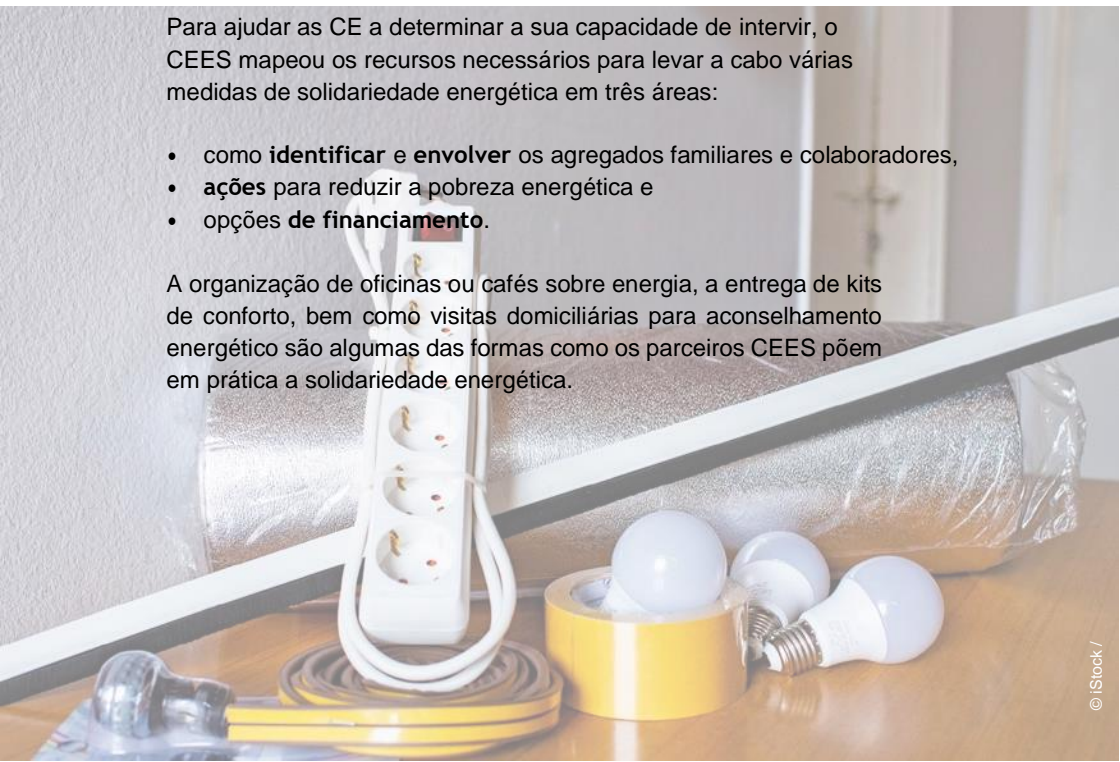 Para ajudar as CE a determinar a sua capacidade de intervir, o
CEES mapeou os recursos necessários para levar a cabo várias
medidas de solidariedade energética em três áreas:
• como identificar e envolver os agregados familiares e colaboradores,
• ações para reduzir a pobreza energética e
• opções de financiamento.
A organização de oficinas ou cafés sobre energia, a entrega de kits
de conforto, bem como visitas domiciliárias para aconselhamento
energético são algumas das formas como os parceiros CEES põem
em prática a solidariedade energética.
© iStock /